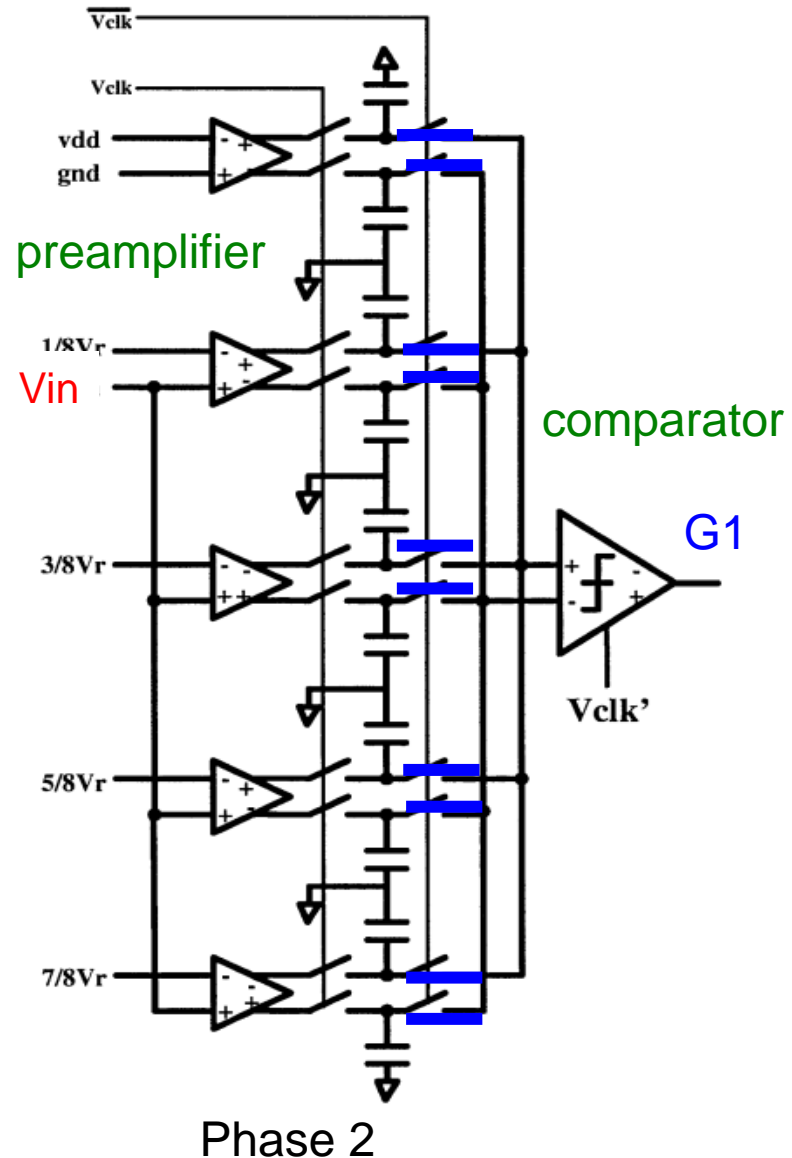 Vclk
Vclk
vdd
gnd
- +
+ -
preamplifier
1/8Vr
Vin
- +
+ -
comparator
G1
3/8Vr
- -
+ +
+ -
- +
Vclk’
5/8Vr
- +
+ -
7/8Vr
- -
+ +
Phase 2